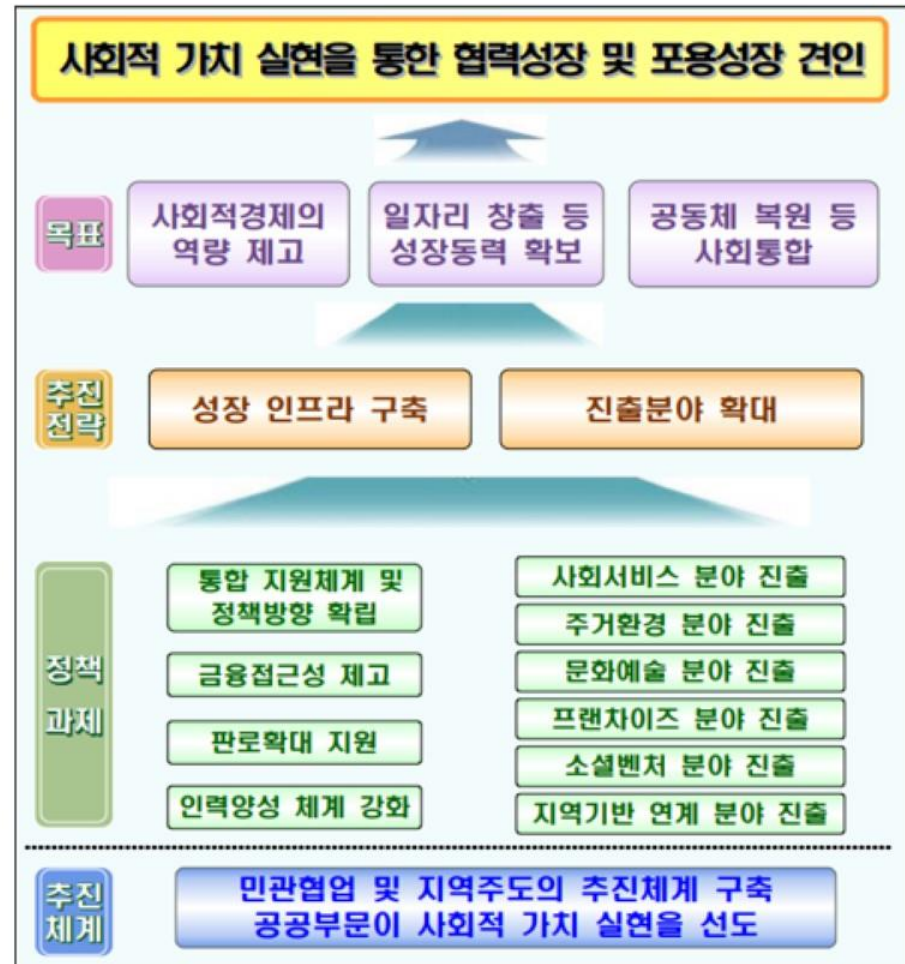 사회적 가치 실현을 통한 협력성장 및 포용성장 견인
목표
사회적경제의
역량 제고
일자리 창출 등
성장동력 확보
공동체 복원 등
사회통합
추진
전략
성장 인프라 구축
진출분야 확대
정책
과제
통합 지원체계 및
정책방향 확립
금융접근성 제고
판로확대 지원
인력양성 체계 강화
사회서비스 분야 진출
주거환경 분야 진출
문화예술 분야 진출
프랜차이즈 분야 진출
소셜벤처 분야 진출
지역기반 연계 분야 진출
추진
체계
민관협업 및 지역주도의 추진체계 구축
공공부문이 사회적 가치 실현을 선도